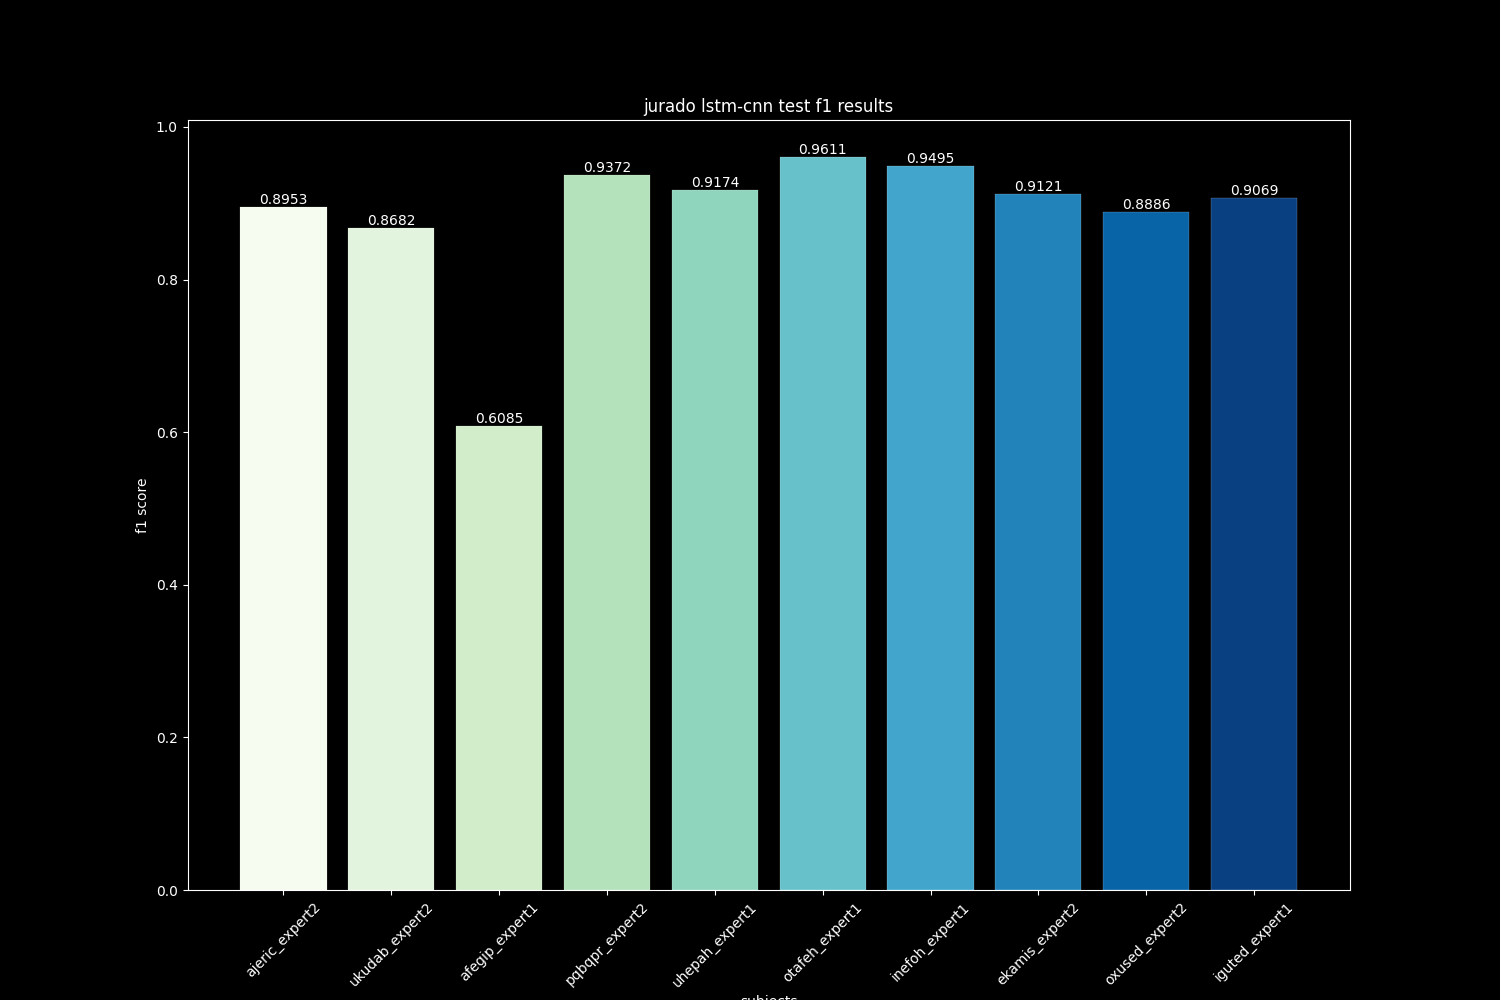 jurado lstm-cnn test f1 results
1.0
0.8
0.6
0.4
0.2
0.0
f1 score
0.8953
0.8682
0.6085
0.9372
0.9174
0.9611
0.9495
0.9121
0.8886
0.9069
ajeric_expert2
ukudab_expert2
afegip_expert1
pqbqpr_expert2
uhepah_expert1
otafeh_expert1
inefoh_expert1
ekamis_expert2
oxused_expert2
iguted_expert1
subjects